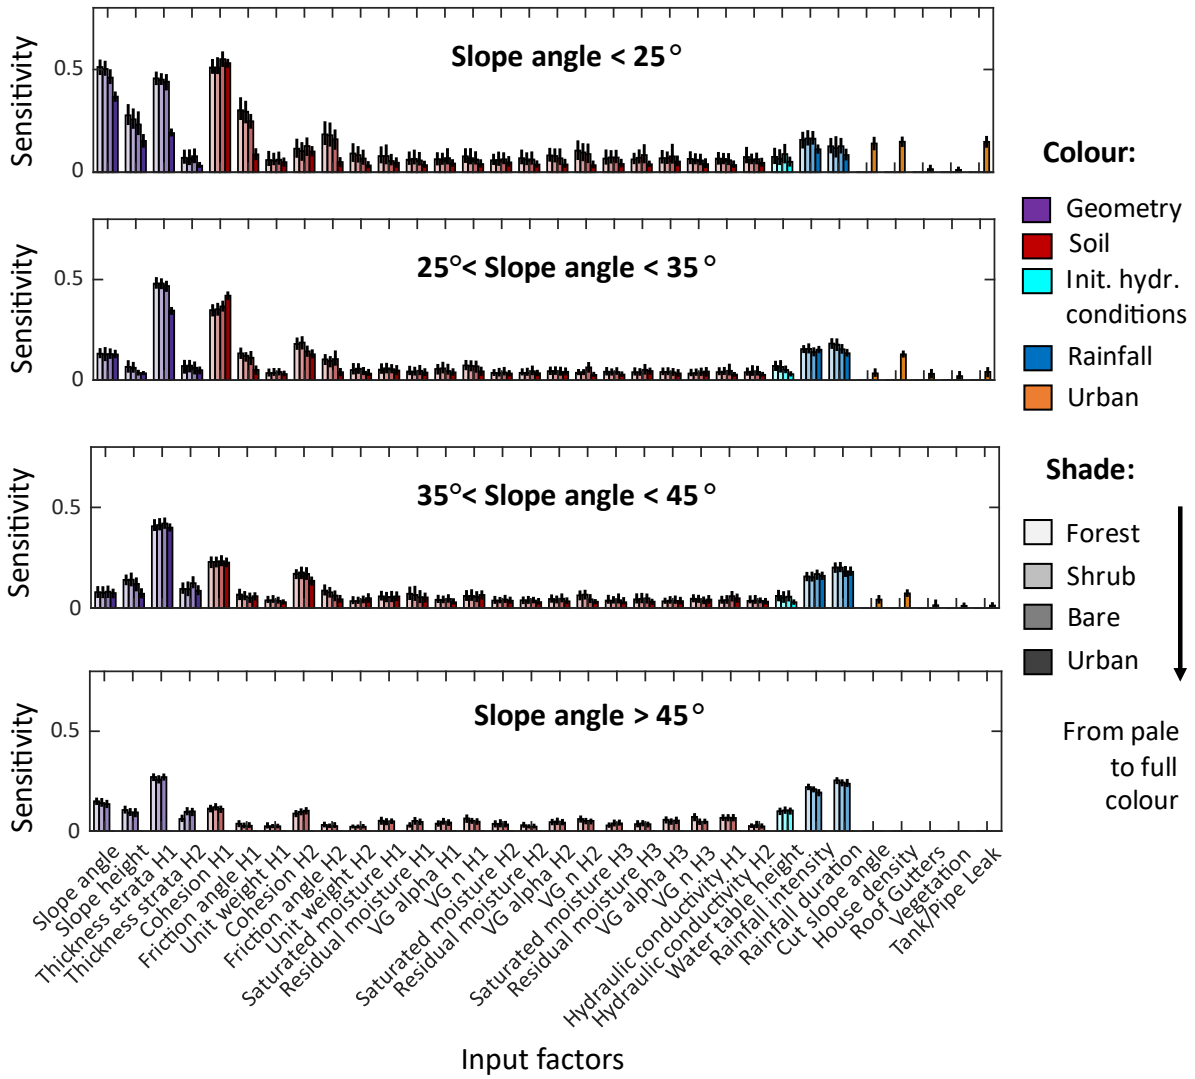 Slope angle < 25°
Sensitivity
0.5
0
25°< Slope angle < 35°
Sensitivity
0.5
0
35°< Slope angle < 45°
Sensitivity
0.5
0
Slope angle > 45°
Sensitivity
0.5
0
Slope angle
Slope height
Thickness strata H1
Thickness strata H2
Cohesion H1
Friction angle H1
Unit weight H1
Cohesion H2
Friction angle H2
Unit weight H2
Saturated moisture H1
Residual moisture H1
VG alpha H1
VG n H1
Saturated moisture H2
Residual moisture H2
VG alpha H2
VG n H2
Saturated moisture H3
Residual moisture H3
VG alpha H3
VG n H3
Hydraulic conductivity H1
Hydraulic conductivity H2
Water table height
Rainfall intensity
Rainfall duration
Cut slope angle
House density
Roof Gutters
Vegetation
Tank/Pipe Leak
Input factors
Colour:
Geometry
Soil
Init. hydr.
conditions
Rainfall
Urban
Shade:
Forest
Shrub
Bare
Urban
From pale
to full
colour